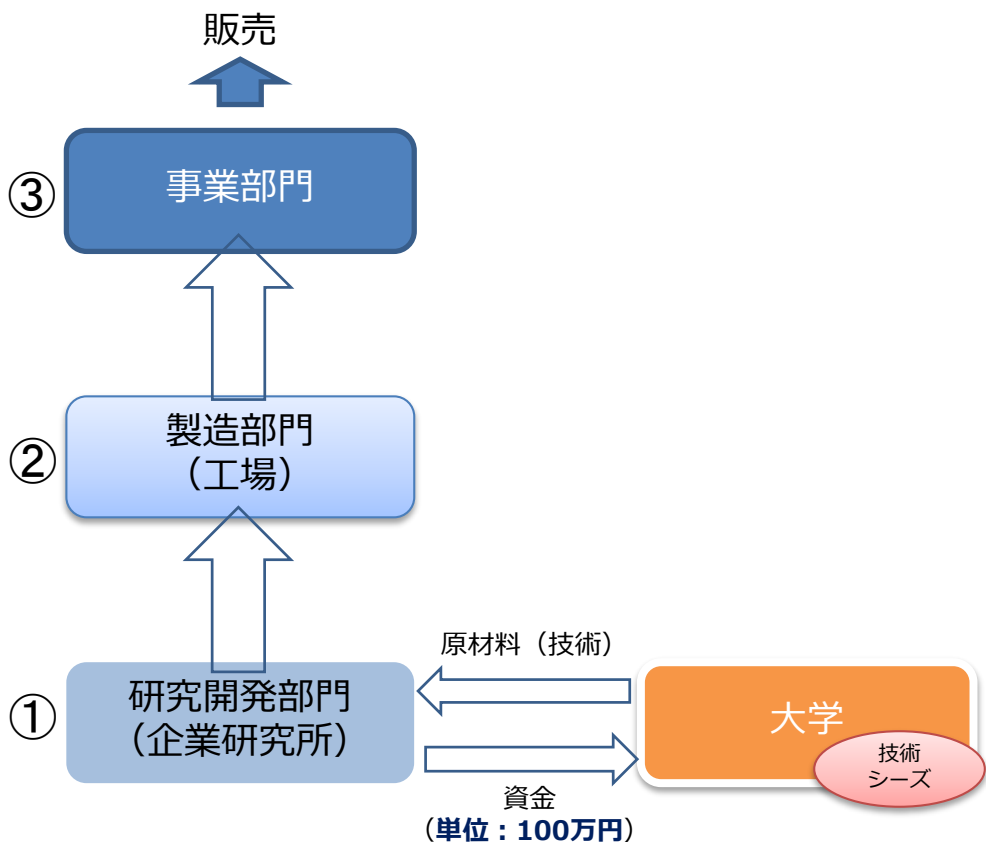 販売
③
事業部門
②
製造部門
（工場）
原材料（技術）
①
研究開発部門
（企業研究所）
大学
技術
シーズ
資金
（単位：100万円）